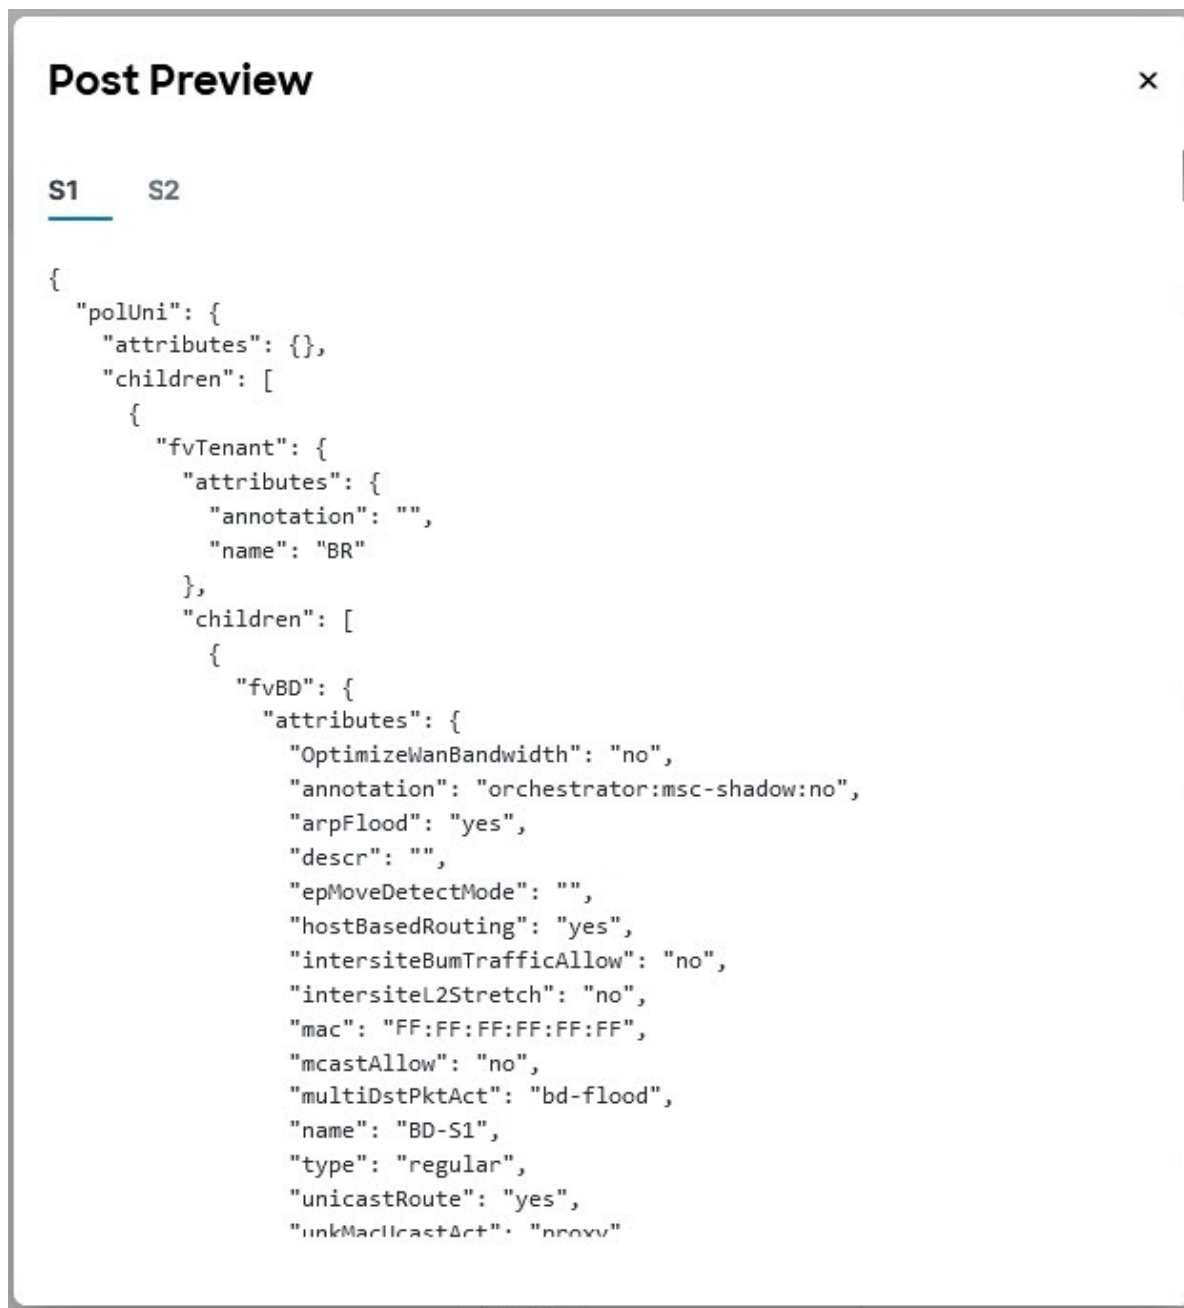 Post Preview ×
S1 S2
{
"polUni": {
"attributes": {},
"children": [
{
"fvTenant": {
"attributes": {
"annotation": "",
"name": "BR"
},
"children": [
{
"fvBD": {
"attributes": {
"OptimizeWanBandwidth": "no",
"annotation": "orchestrator:msc-shadow:no",
"arpFlood": "yes",
"descr": "",
"epMoveDetectMode": "",
"hostBasedRouting": "yes",
"intersiteBumTrafficAllow": "no",
"intersiteL2Stretch": "no",
"mac": "FF:FF:FF:FF:FF:FF",
"mcastAllow": "no",
"multiDstPktAct": "bd-flood",
"name": "BD-S1",
"type": "regular",
"unicastRoute": "yes",
"unkMacUcastAct": "proxy"